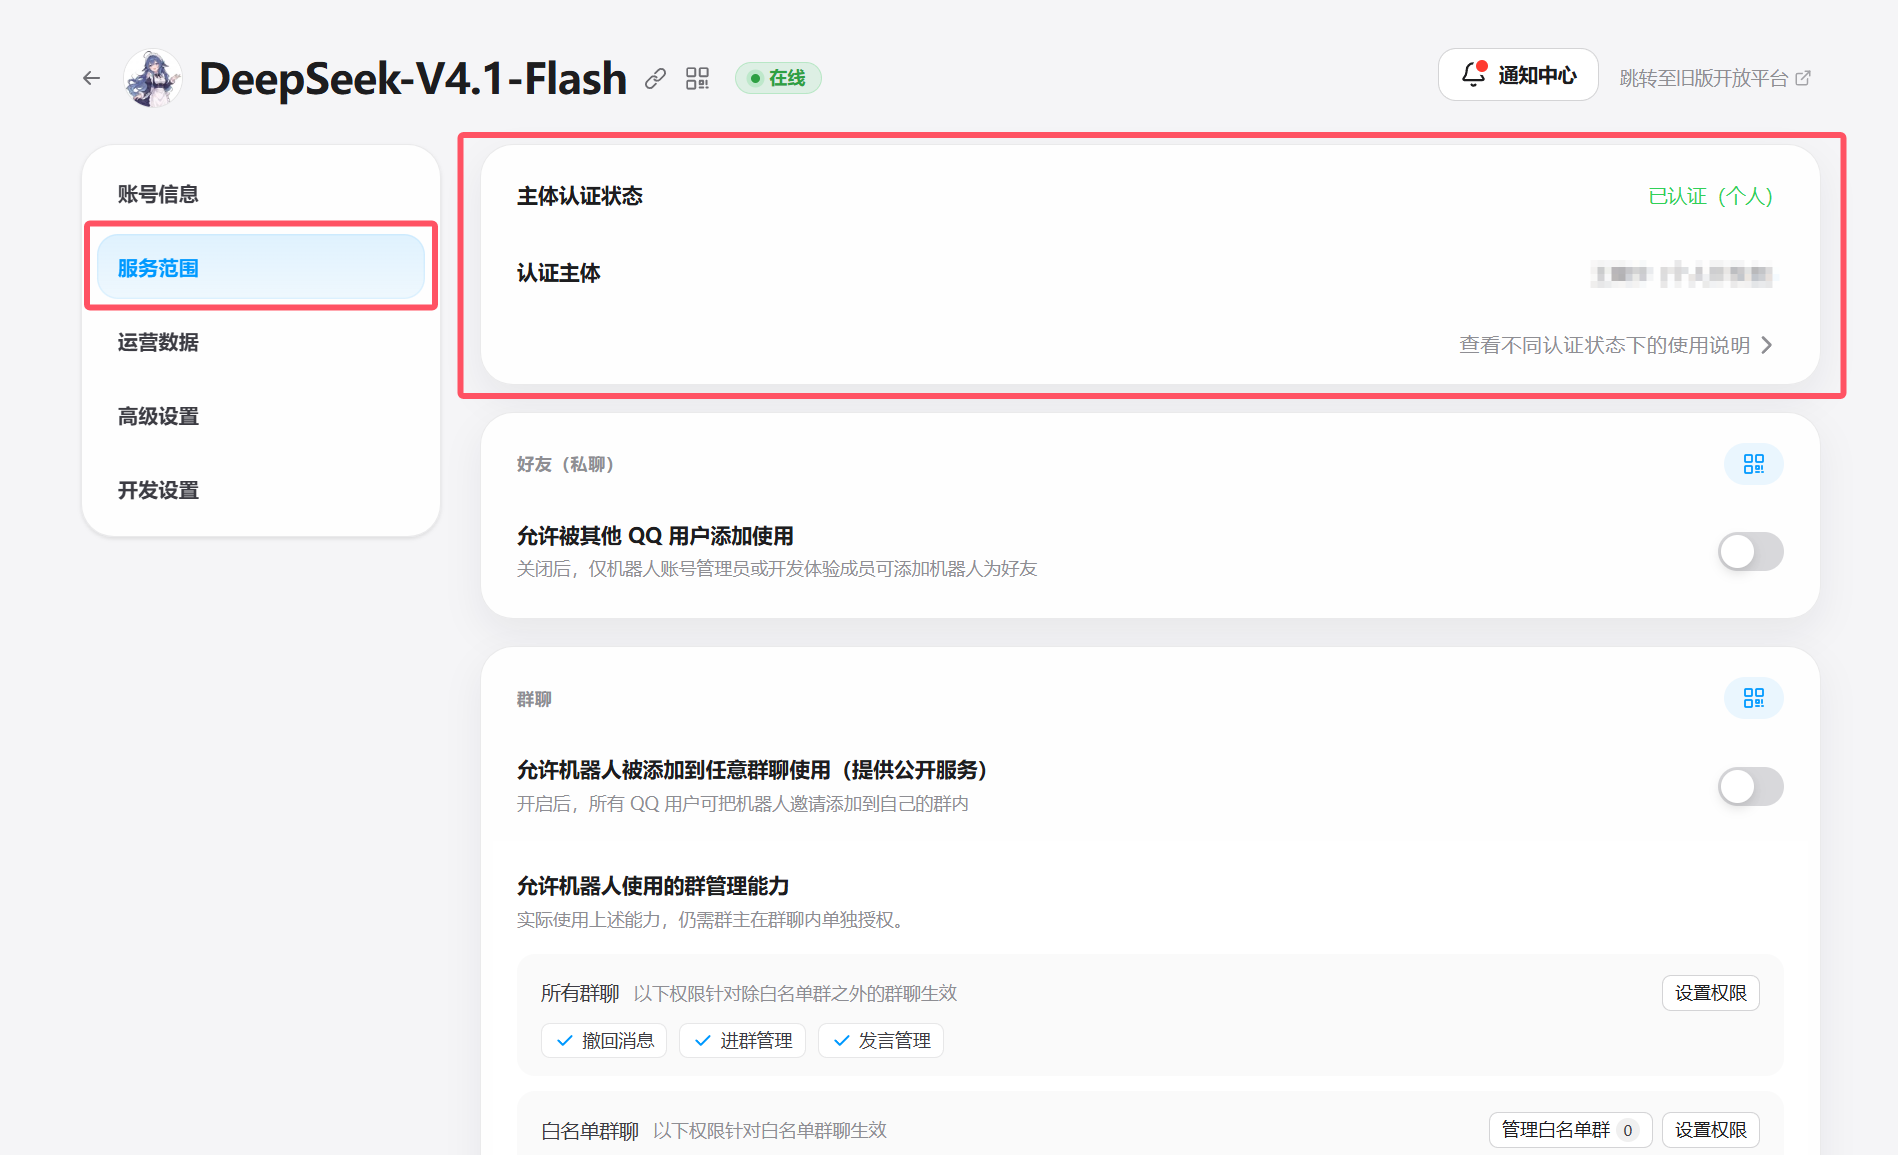 DeepSeek-V4.1-Flash
在线
通知中心
跳转至旧版开放平台
账号信息
服务范围
运营数据
高级设置
开发设置
主体认证状态
已认证（个人）
认证主体
查看不同认证状态下的使用说明
好友（私聊）
允许被其他 QQ 用户添加使用
关闭后，仅机器人账号管理员或开发体验成员可添加机器人为好友
群聊
允许机器人被添加到任意群聊使用（提供公开服务）
开启后，所有 QQ 用户可把机器人邀请添加到自己的群内
允许机器人使用的群管理能力
实际使用上述能力，仍需群主在群聊内单独授权。
所有群聊 以下权限针对除白名单群之外的群聊生效
设置权限
撤回消息 进群管理 发言管理
白名单群聊 以下权限针对白名单群聊生效
管理白名单群 0 设置权限